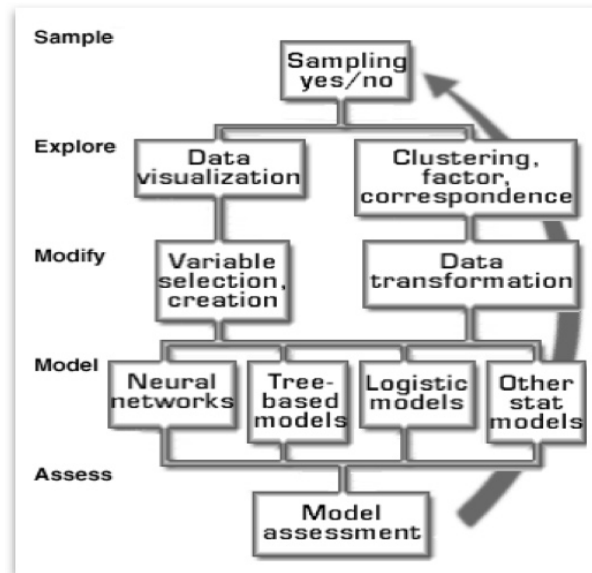 Sample
Sampling
yes/no
Explore
Data
visualization
Clustering,
factor,
correspondence
Modify
Variable
selection,
creation
Data
transformation
Model
Neural
networks
Tree-
based
models
Logistic
models
Other
stat
models
Assess
Model
assessment